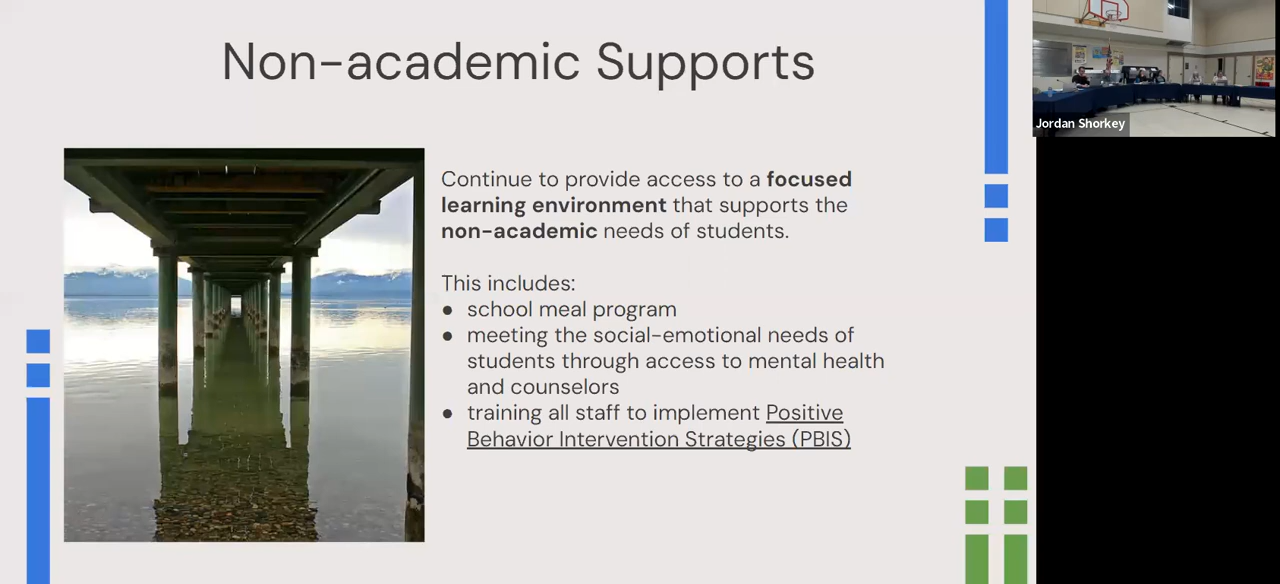 Non-academic Supports
Continue to provide access to a focused
learning environment that supports the
non-academic needs of students.
This includes:
● school meal program
● meeting the social-emotional needs of
students through access to mental health
and counselors
● training all staff to implement Positive
Behavior Intervention Strategies (PBIS)
Jordan Shorkey